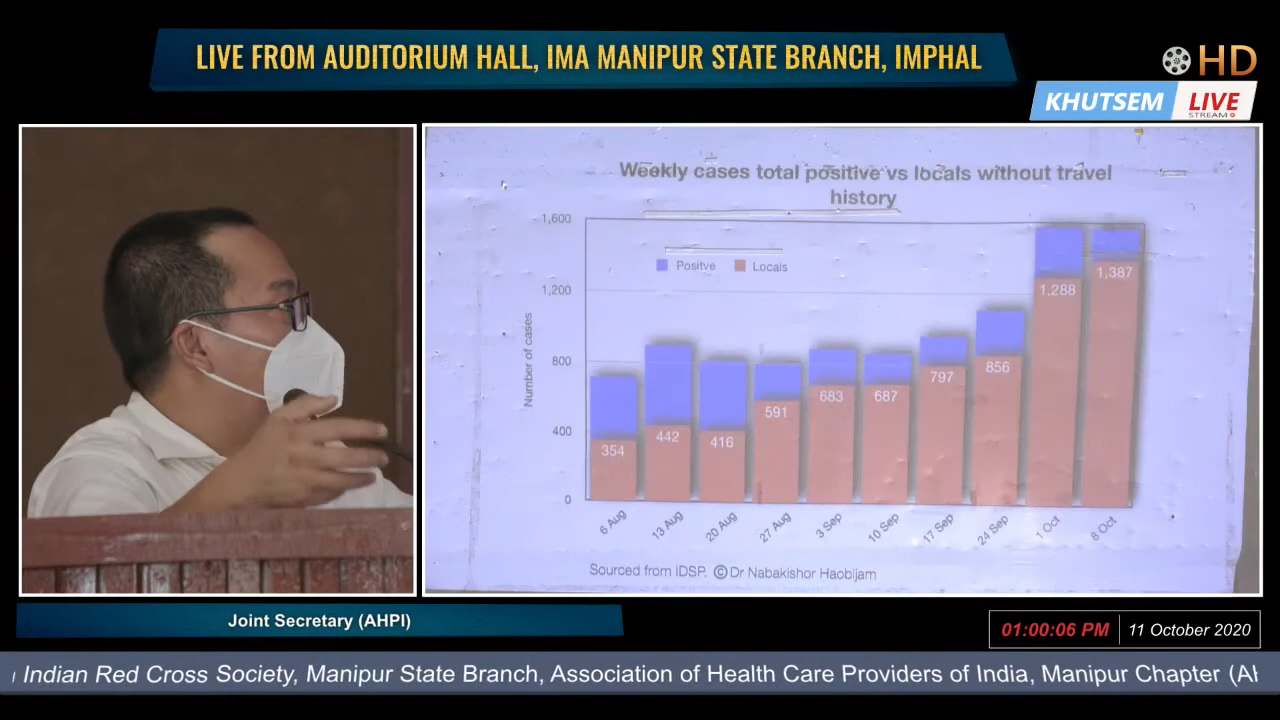 LIVE FROM AUDITORIUM HALL, IMA MANIPUR STATE BRANCH, IMPHAL
HD
KHUTSEM LIVE
STREAM
Weekly cases total positive vs locals without travel
history
Positve Locals
Number of cases
1,600
1,200
800
400
0
354
442
416
591
683
687
797
856
1,288
1,387
6 Aug
13 Aug
20 Aug
27 Aug
3 Sep
10 Sep
17 Sep
24 Sep
1 Oct
8 Oct
Sourced from IDSP. © Dr Nabakishor Haobijam
Joint Secretary (AHPI)
01:00:06 PM 11 October 2020
Indian Red Cross Society, Manipur State Branch, Association of Health Care Providers of India, Manipur Chapter (AH